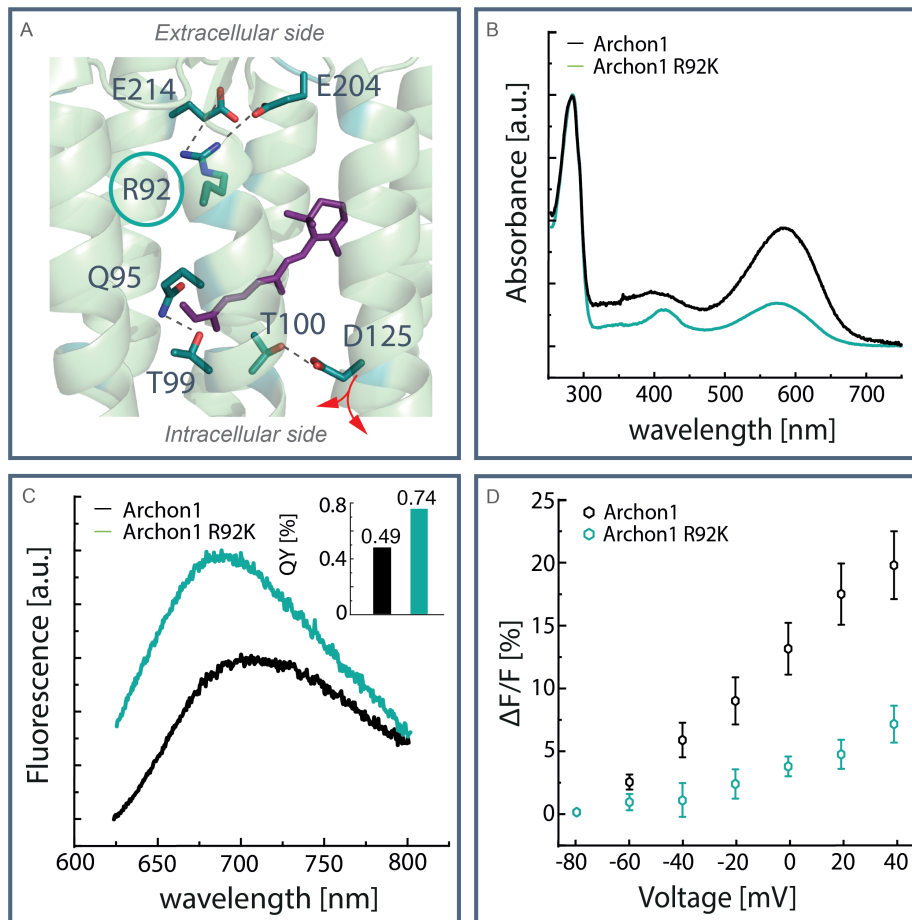 A
Extracellular side
E214
E204
R92
Q95
T100
D125
T99
Intracellular side
B
Archon1
Archon1 R92K
Absorbance [a.u.]
300 400 500 600 700
wavelength [nm]
C
Archon1
Archon1 R92K
Fluorescence [a.u.]
QY [%]
0.8
0.74
0.49
0.4
0
600 650 700 750 800
wavelength [nm]
D
Archon1
Archon1 R92K
ΔF/F [%]
25
20
15
10
5
0
-80 -60 -40 -20 0 20 40
Voltage [mV]